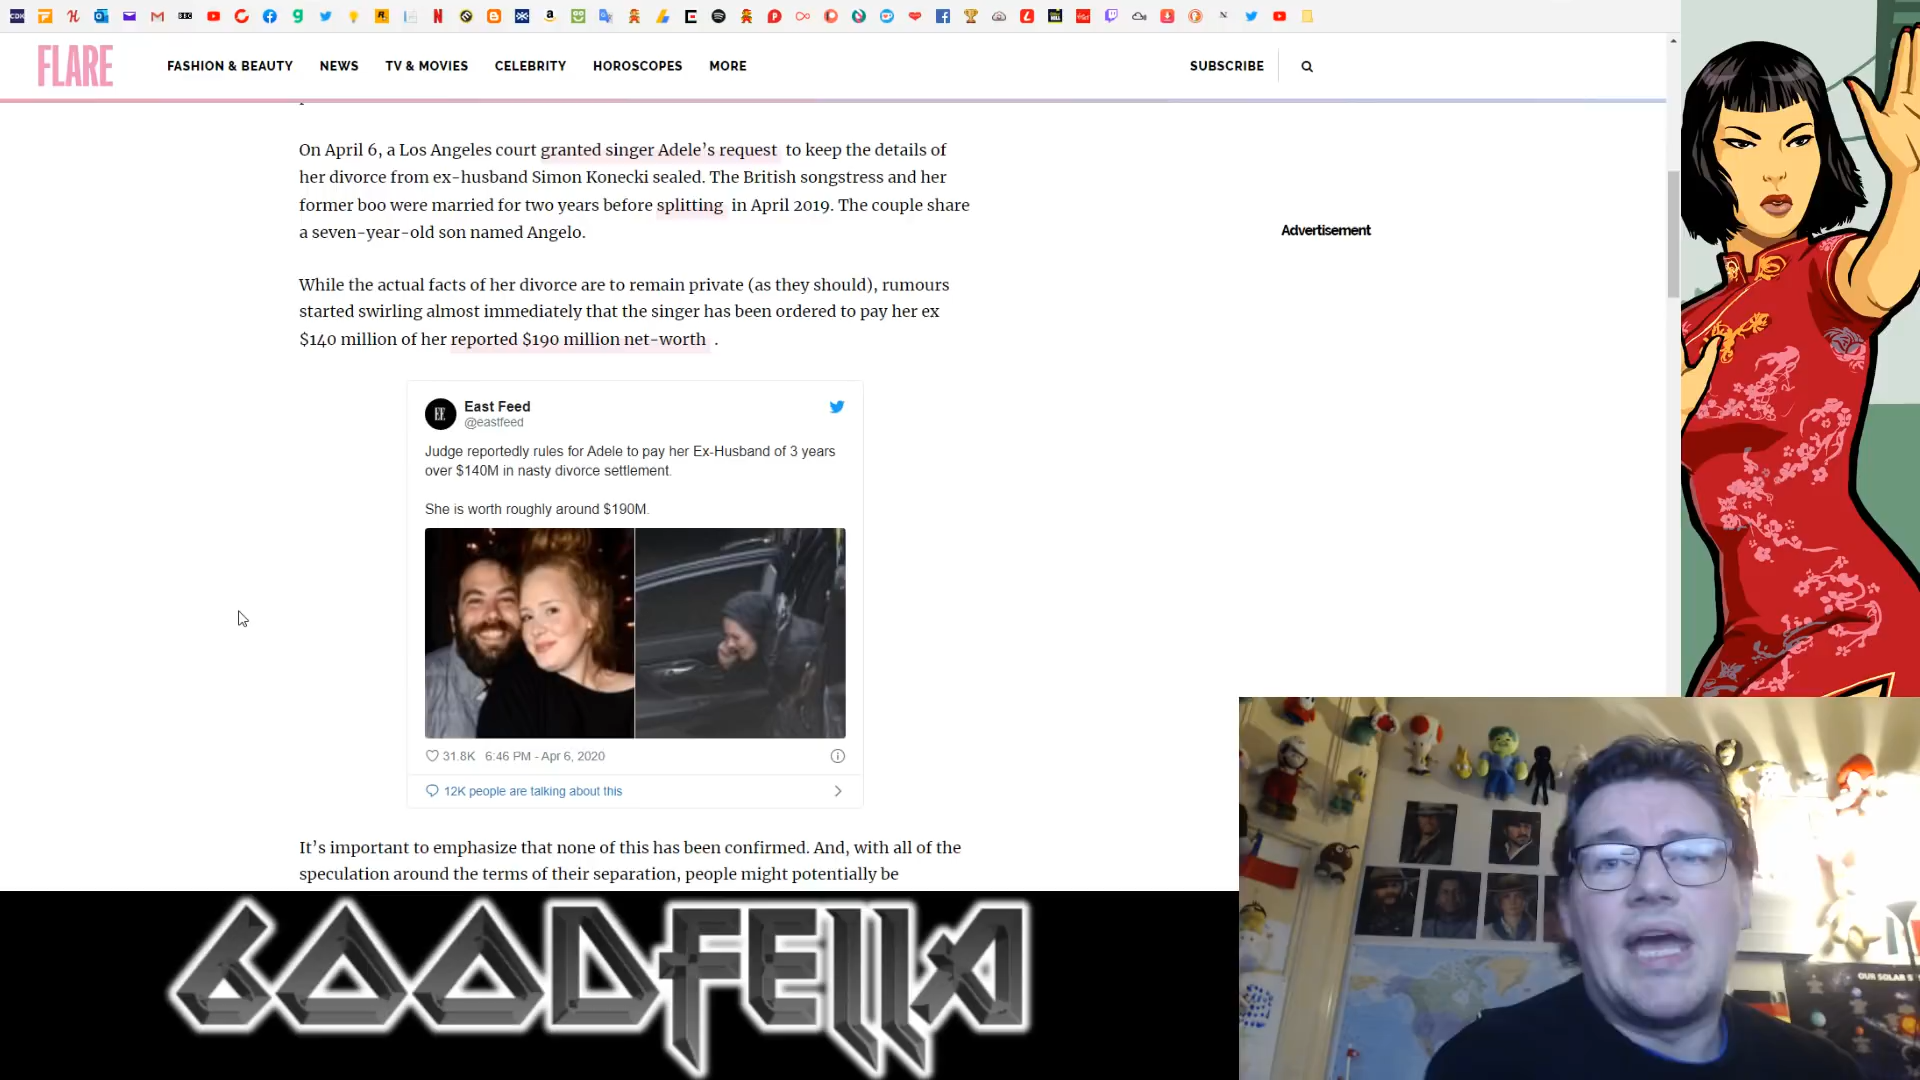 FLARE
FASHION & BEAUTY NEWS TV & MOVIES CELEBRITY HOROSCOPES MORE SUBSCRIBE
On April 6, a Los Angeles court granted singer Adele’s request to keep the details of
her divorce from ex-husband Simon Konecki sealed. The British songstress and her
former boo were married for two years before splitting in April 2019. The couple share
a seven-year-old son named Angelo.
Advertisement
While the actual facts of her divorce are to remain private (as they should), rumours
started swirling almost immediately that the singer has been ordered to pay her ex
$140 million of her reported $190 million net-worth .
EF East Feed
@eastfeed
Judge reportedly rules for Adele to pay her Ex-Husband of 3 years
over $140M in nasty divorce settlement.
She is worth roughly around $190M.
31.8K 6:46 PM - Apr 6, 2020
12K people are talking about this
It’s important to emphasize that none of this has been confirmed. And, with all of the
speculation around the terms of their separation, people might potentially be
GOODFELLA
OUR SOLAR S